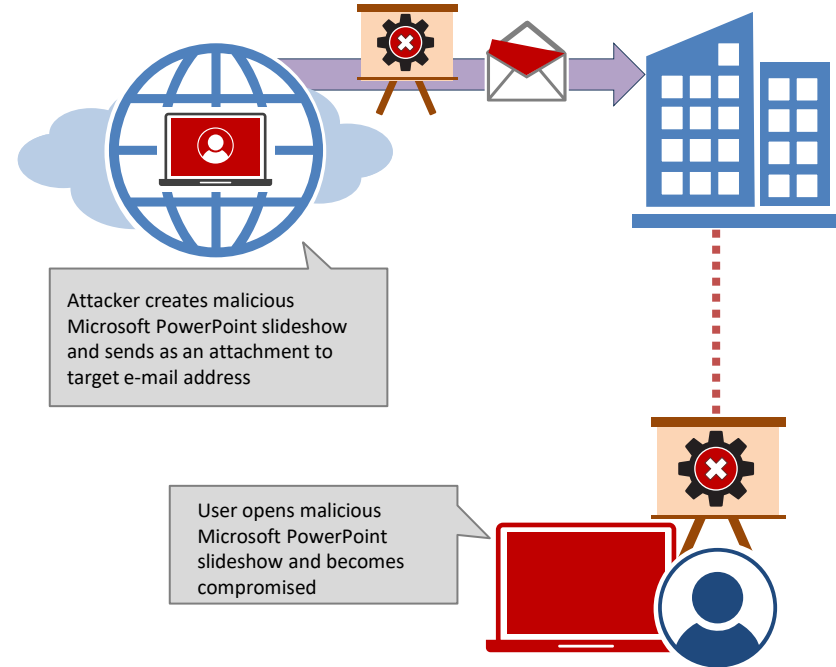 Attacker creates malicious
Microsoft PowerPoint slideshow
and sends as an attachment to
target e-mail address
User opens malicious
Microsoft PowerPoint
slideshow and becomes
compromised